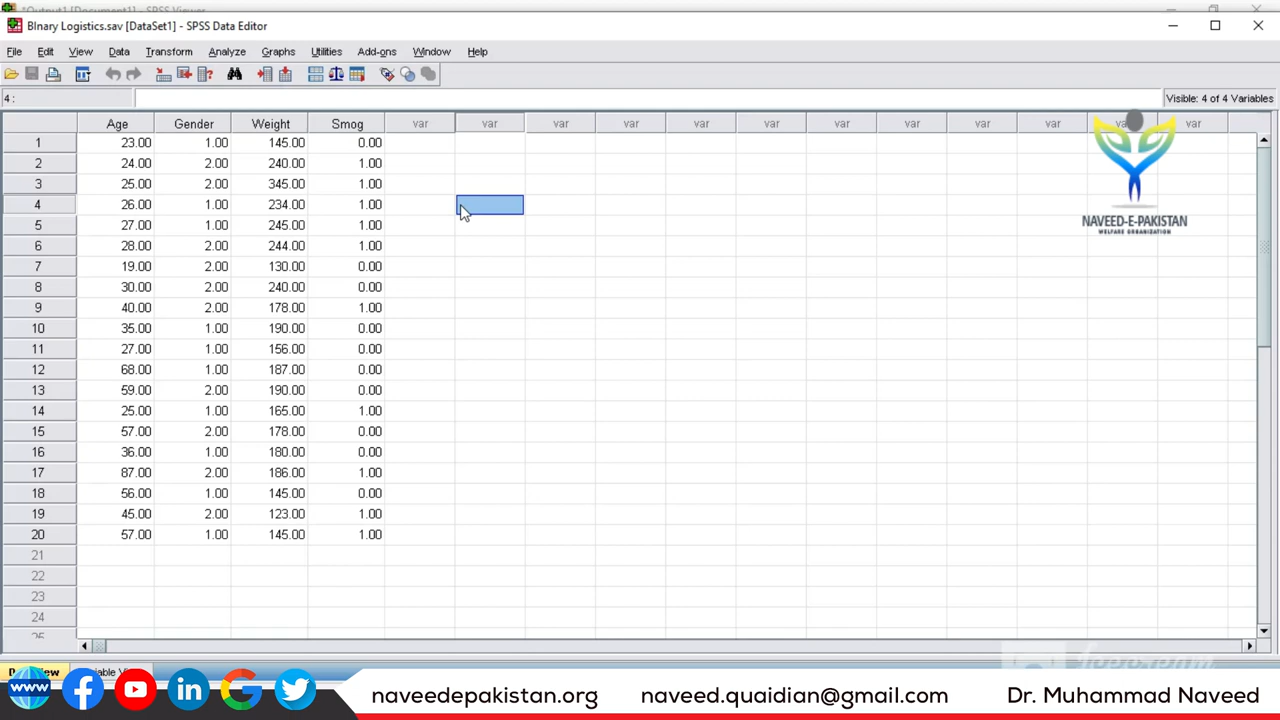 *Output1 [Document1] - SPSS Viewer
BInary Logistics.sav [DataSet1] - SPSS Data Editor
File Edit View Data Transform Analyze Graphs Utilities Add-ons Window Help
4 : Visible: 4 of 4 Variables
Age Gender Weight Smog var var var var var var var var var var var var
1 23.00 1.00 145.00 0.00
2 24.00 2.00 240.00 1.00
3 25.00 2.00 345.00 1.00
4 26.00 1.00 234.00 1.00
5 27.00 1.00 245.00 1.00
6 28.00 2.00 244.00 1.00
7 19.00 2.00 130.00 0.00
8 30.00 2.00 240.00 0.00
9 40.00 2.00 178.00 1.00
10 35.00 1.00 190.00 0.00
11 27.00 1.00 156.00 0.00
12 68.00 1.00 187.00 0.00
13 59.00 2.00 190.00 0.00
14 25.00 1.00 165.00 1.00
15 57.00 2.00 178.00 0.00
16 36.00 1.00 180.00 0.00
17 87.00 2.00 186.00 1.00
18 56.00 1.00 145.00 0.00
19 45.00 2.00 123.00 1.00
20 57.00 1.00 145.00 1.00
21
22
23
24
25
NAVEED-E-PAKISTAN
WELFARE ORGANIZATION
WWW naveedepakistan.org naveed.quaidian@gmail.com Dr. Muhammad Naveed